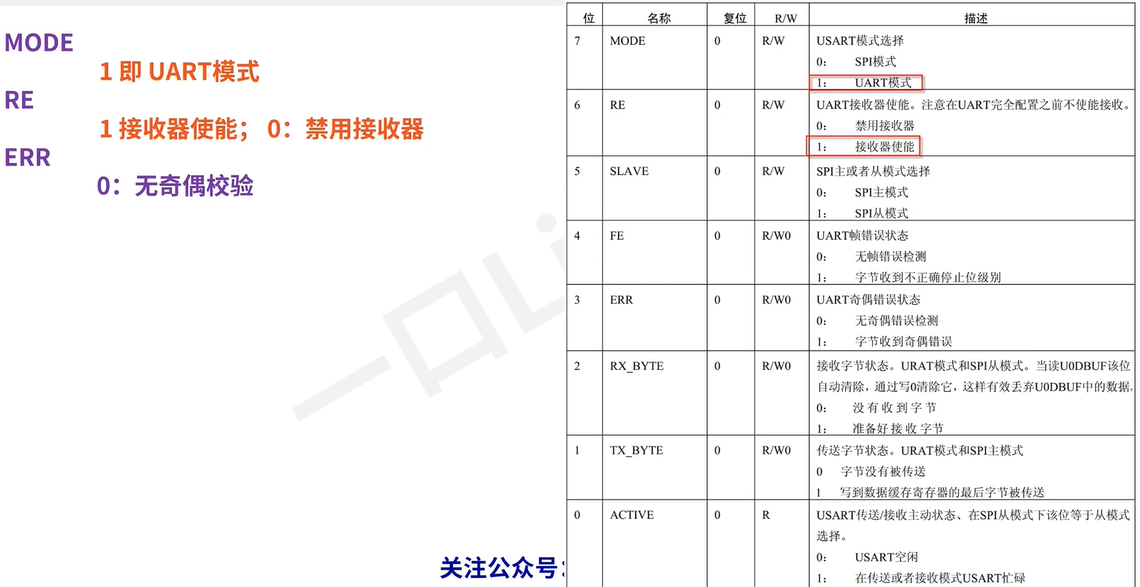 MODE
1 即 UART模式
RE
1 接收器使能； 0：禁用接收器
ERR
0：无奇偶校验
一口Li
关注公众号：
位 名称 复位 R/W 描述
7 MODE 0 R/W USART模式选择
0： SPI模式
1： UART模式
6 RE 0 R/W UART接收器使能。注意在UART完全配置之前不使能接收。
0： 禁用接收器
1： 接收器使能
5 SLAVE 0 R/W SPI主或者从模式选择
0： SPI主模式
1： SPI从模式
4 FE 0 R/W0 UART帧错误状态
0： 无帧错误检测
1： 字节收到不正确停止位级别
3 ERR 0 R/W0 UART奇偶错误状态
0： 无奇偶错误检测
1： 字节收到奇偶错误
2 RX_BYTE 0 R/W0 接收字节状态。URAT模式和SPI从模式。当读U0DBUF该位
自动清除，通过写0清除它，这样有效丢弃U0DBUF中的数据。
0： 没有收到字节
1： 准备好接收字节
1 TX_BYTE 0 R/W0 传送字节状态。URAT模式和SPI主模式
0 字节没有被传送
1 写到数据缓存寄存器的最后字节被传送
0 ACTIVE 0 R USART传送/接收主动状态、在SPI从模式下该位等于从模式
选择。
0： USART空闲
1： 在传送或者接收模式USART忙碌